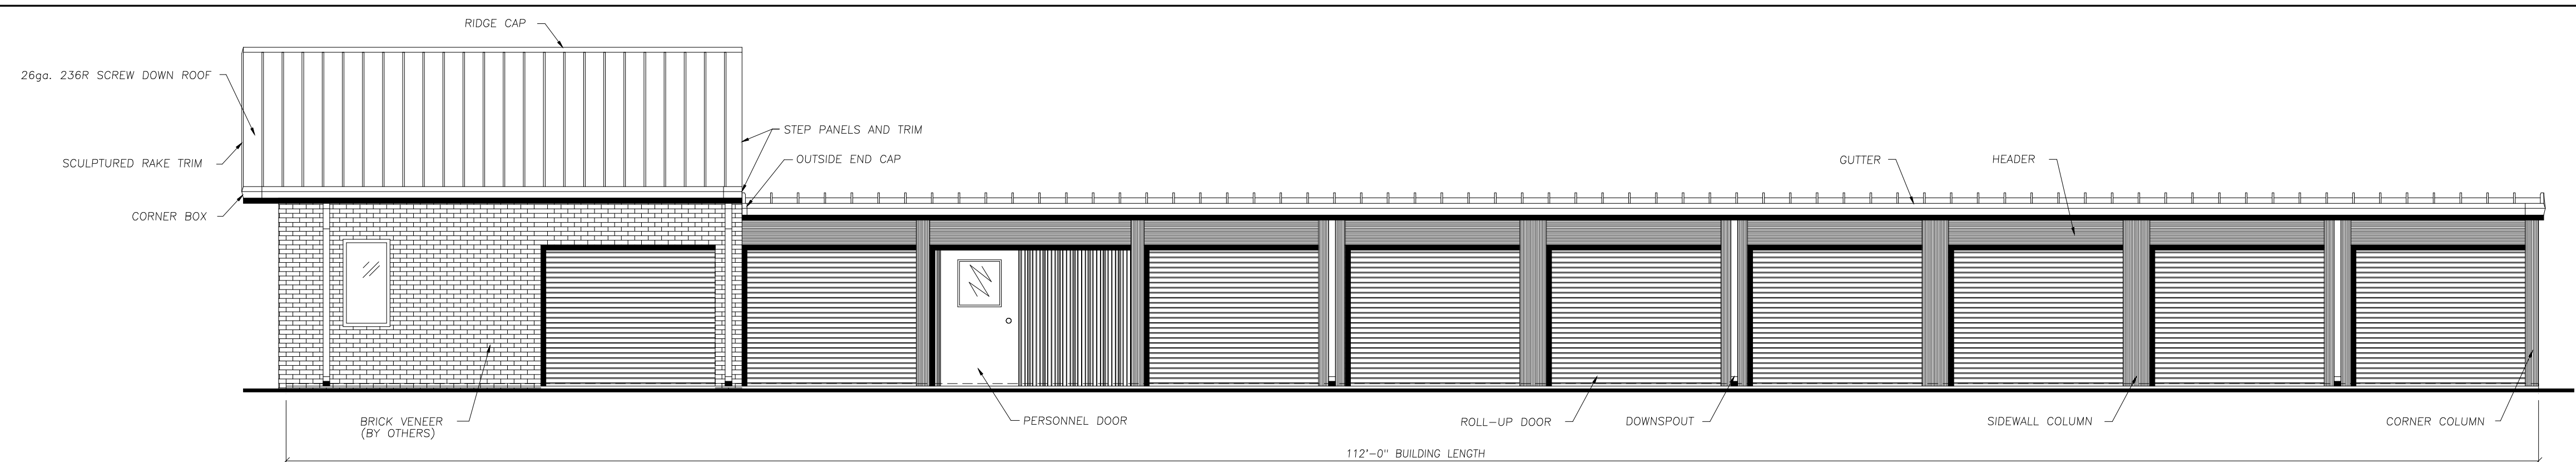 RIDGE CAP
26ga. 236R SCREW DOWN ROOF
STEP PANELS AND TRIM
SCULPTURED RAKE TRIM
OUTSIDE END CAP
GUTTER
HEADER
CORNER BOX
BRICK VENEER
(BY OTHERS)
PERSONNEL DOOR
ROLL-UP DOOR
DOWNSPOUT
SIDEWALL COLUMN
CORNER COLUMN
112'-0" BUILDING LENGTH